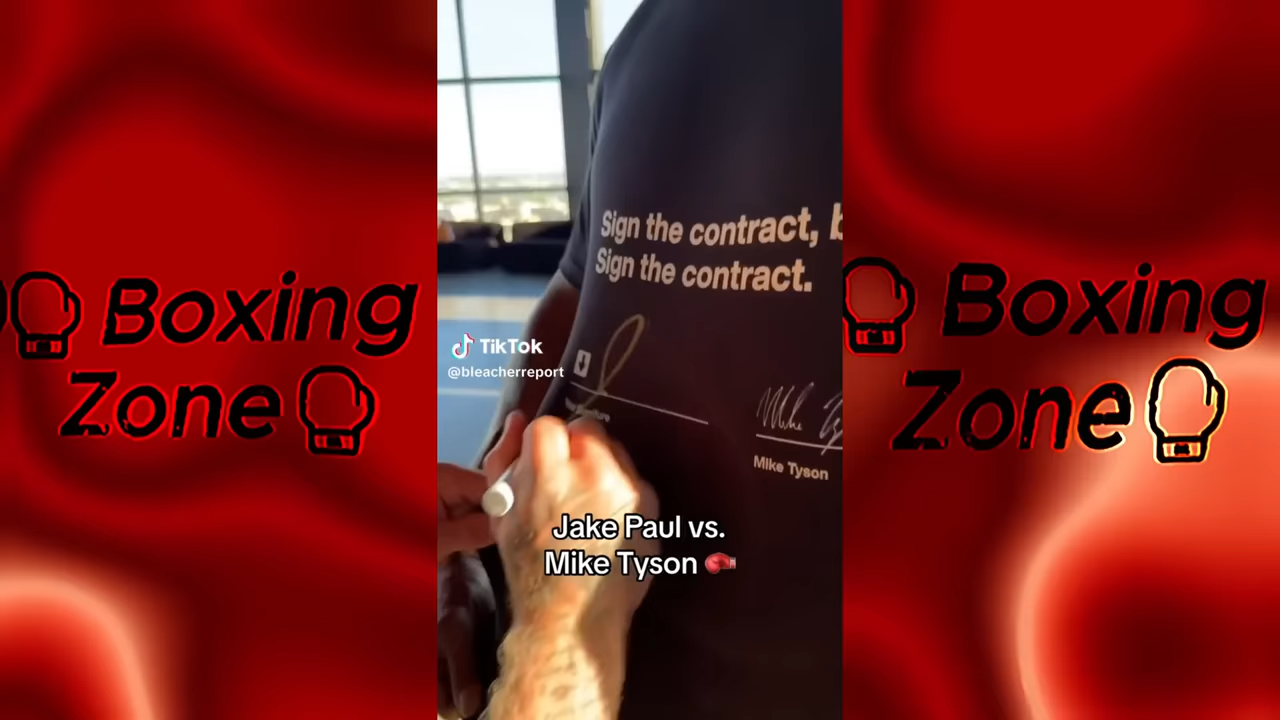 Boxing
Zone
Sign the contract, b
Sign the contract.
TikTok
@bleacherreport
Mike Tyson
Jake Paul vs.
Mike Tyson
Boxing
Zone